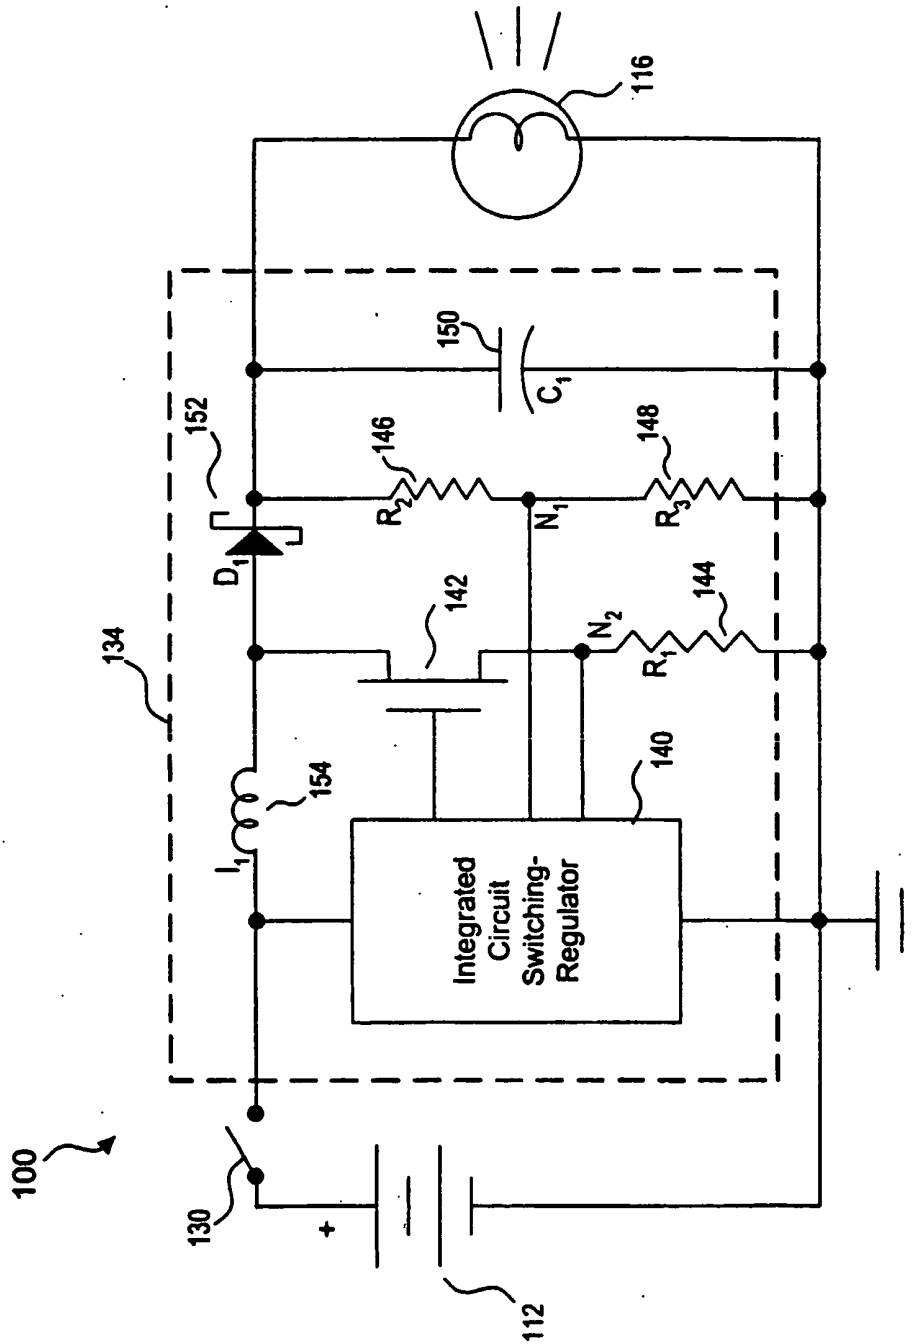 100
130
+
112
134
I1
154
Integrated
Circuit
Switching-
Regulator
140
142
N2
R1
144
D1
152
R2
146
N1
R3
148
150
C1
116